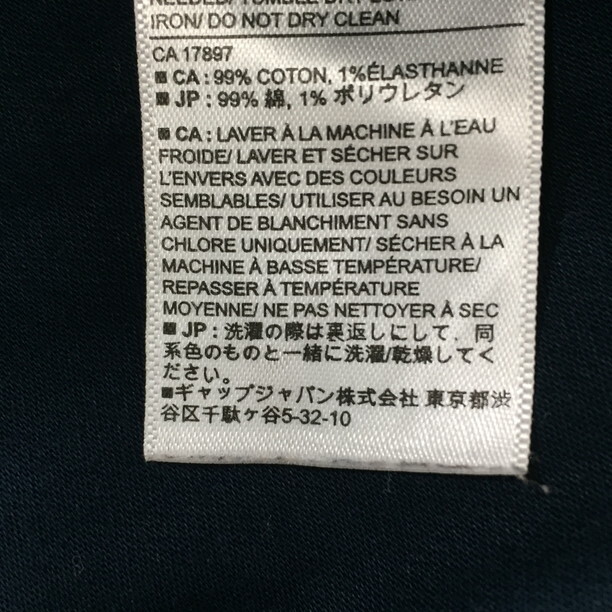 IRON/ DO NOT DRY CLEAN
CA 17897
■ CA : 99% COTON, 1%ÉLASTHANNE
■ JP : 99% 綿, 1% ポリウレタン
■ CA : LAVER À LA MACHINE À L'EAU
FROIDE/ LAVER ET SÉCHER SUR
L'ENVERS AVEC DES COULEURS
SEMBLABLES/ UTILISER AU BESOIN UN
AGENT DE BLANCHIMENT SANS
CHLORE UNIQUEMENT/ SÉCHER À LA
MACHINE À BASSE TEMPÉRATURE/
REPASSER À TEMPÉRATURE
MOYENNE/ NE PAS NETTOYER À SEC
■ JP : 洗濯の際は裏返しにして、同
系色のものと一緒に洗濯/乾燥してく
ださい。
■ギャップジャパン株式会社 東京都渋
谷区千駄ヶ谷5-32-10